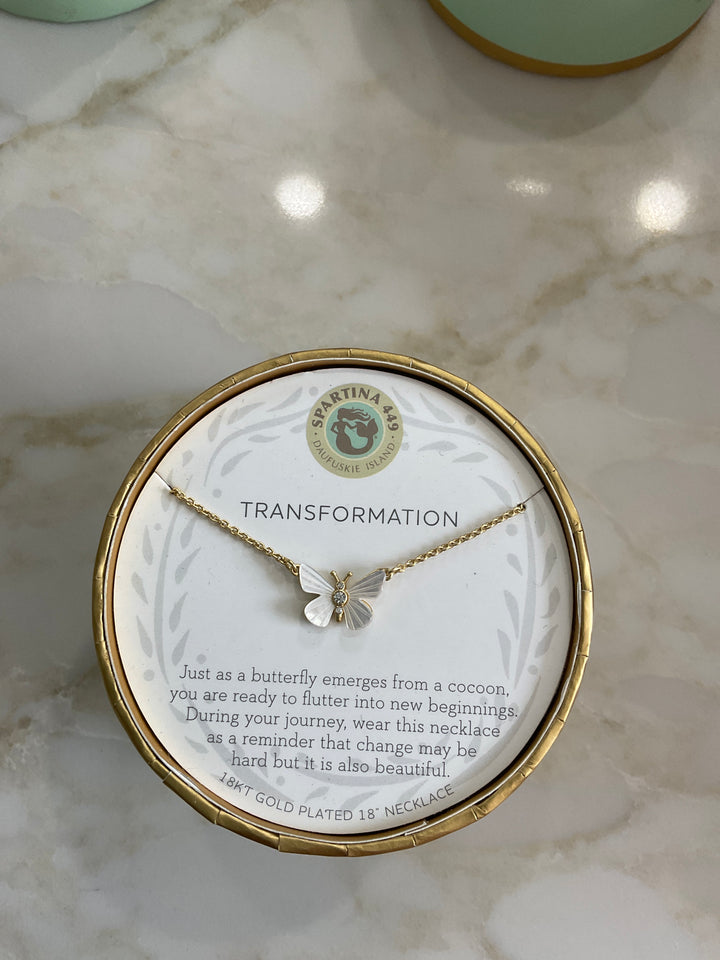 SPARTINA 449
DAUFUSKIE ISLAND
TRANSFORMATION
Just as a butterfly emerges from a cocoon,
you are ready to flutter into new beginnings.
During your journey, wear this necklace
as a reminder that change may be
hard but it is also beautiful.
18KT GOLD PLATED 18" NECKLACE